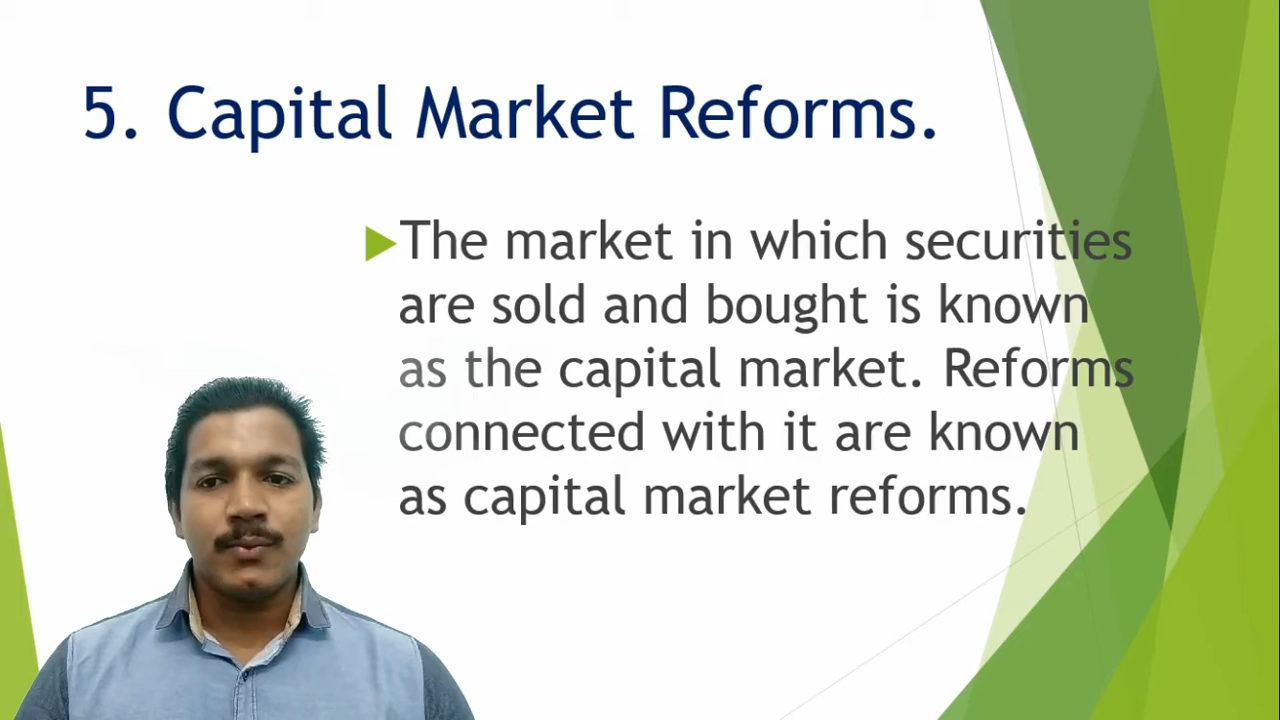 5. Capital Market Reforms.
The market in which securities
are sold and bought is known
as the capital market. Reforms
connected with it are known
as capital market reforms.